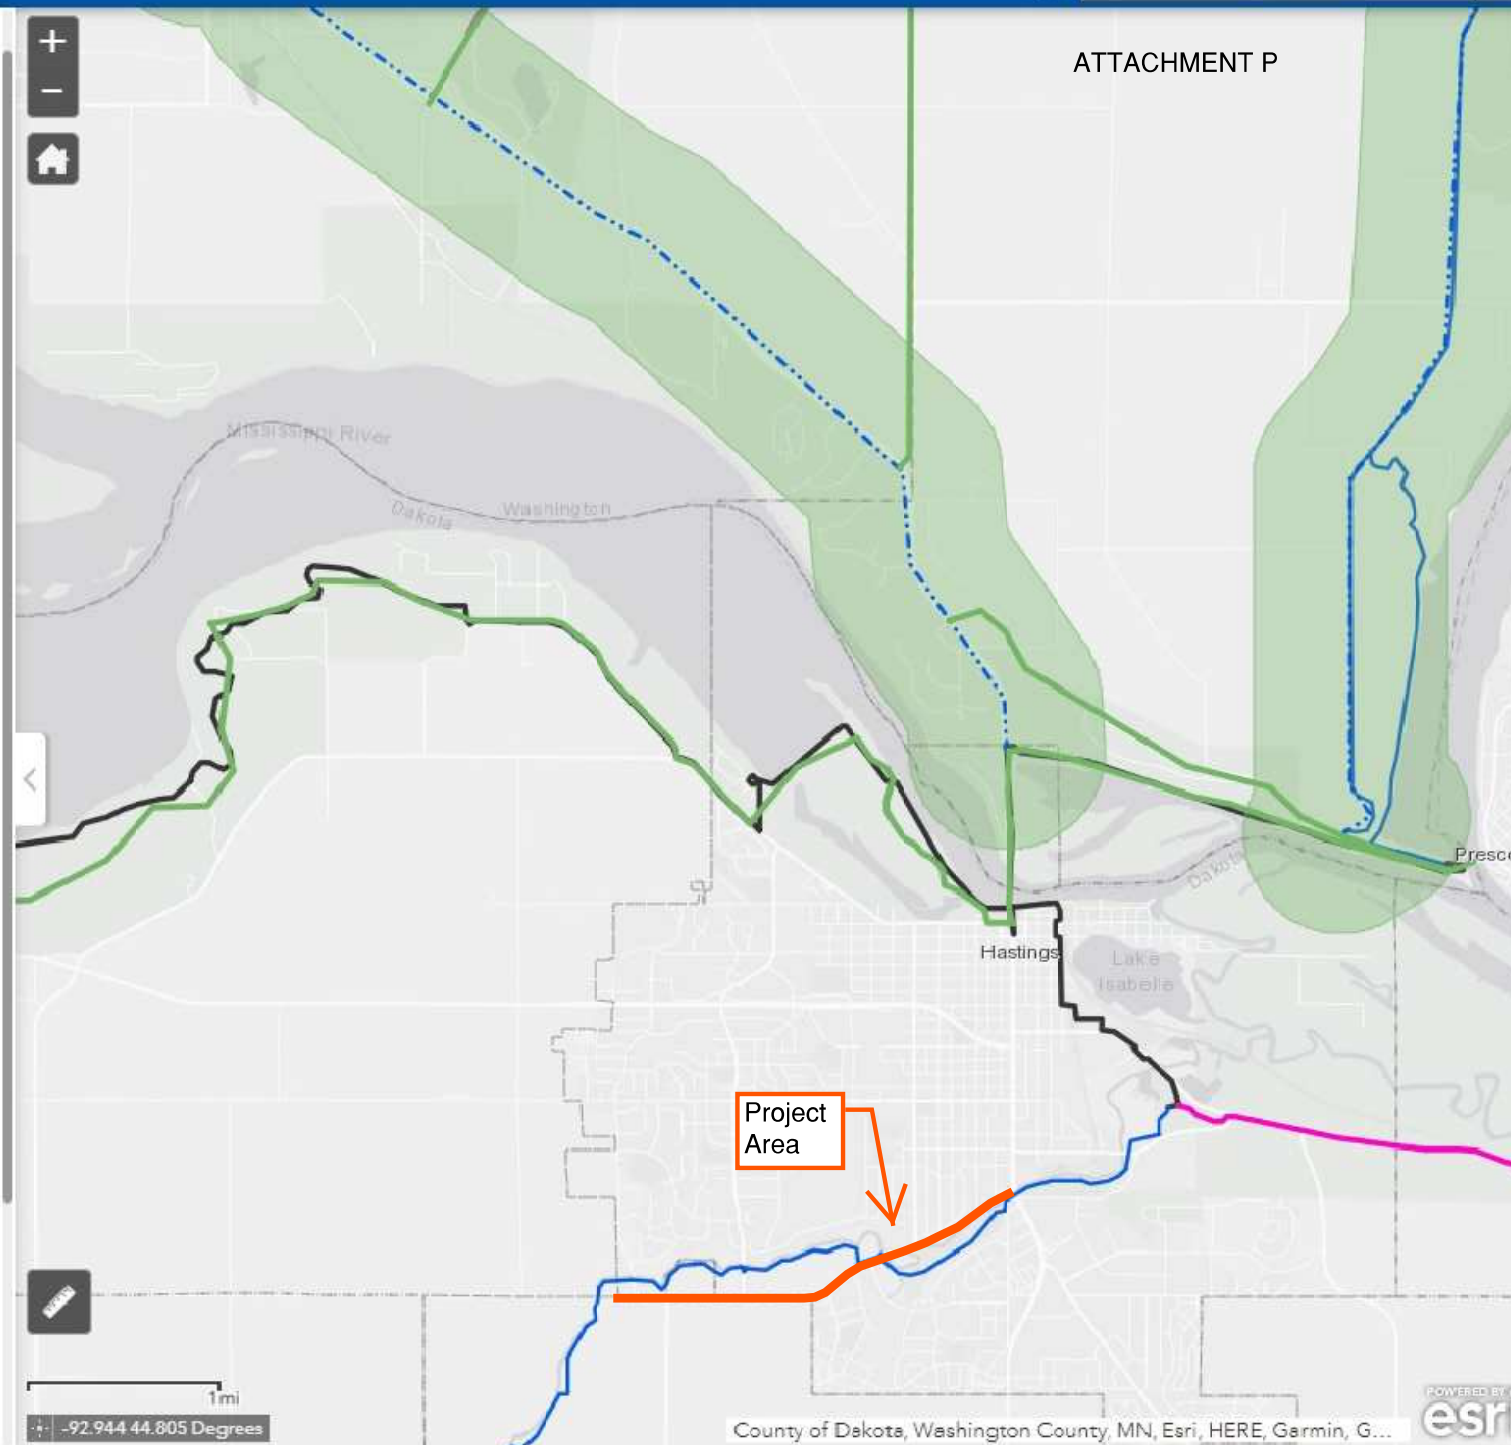 ATTACHMENT P
Mississippi River
Dakota
Washington
Dakota
Presc
Hastings
Lake
Isabelle
Project
Area
1mi
-92.944 44.805 Degrees
County of Dakota, Washington County, MN, Esri, HERE, Garmin, G...
POWERED BY
esri